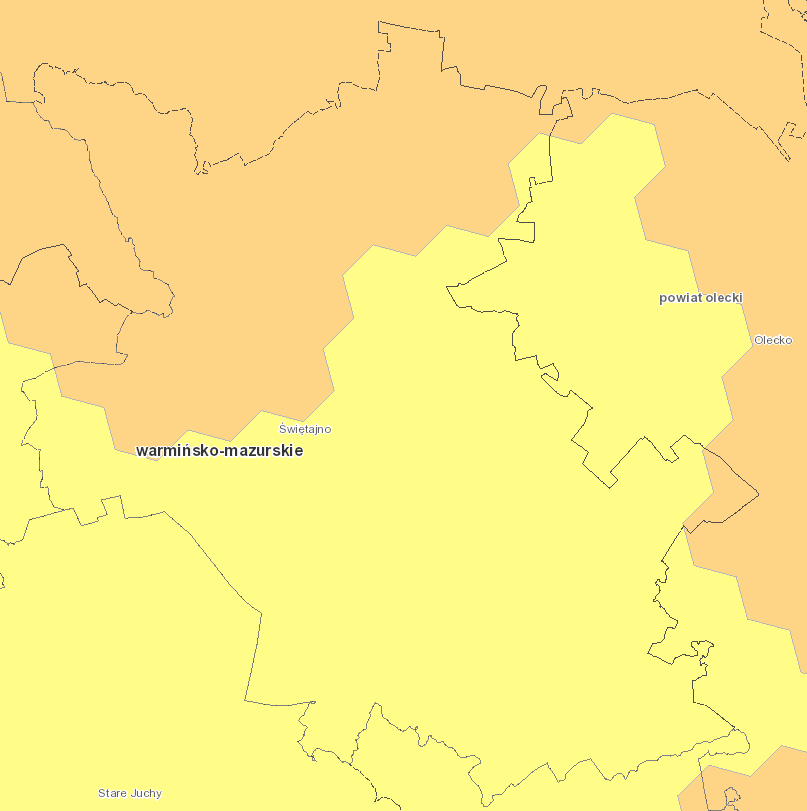 powiat olecki
Olecko
Świętajno
warmińsko-mazurskie
Stare Juchy